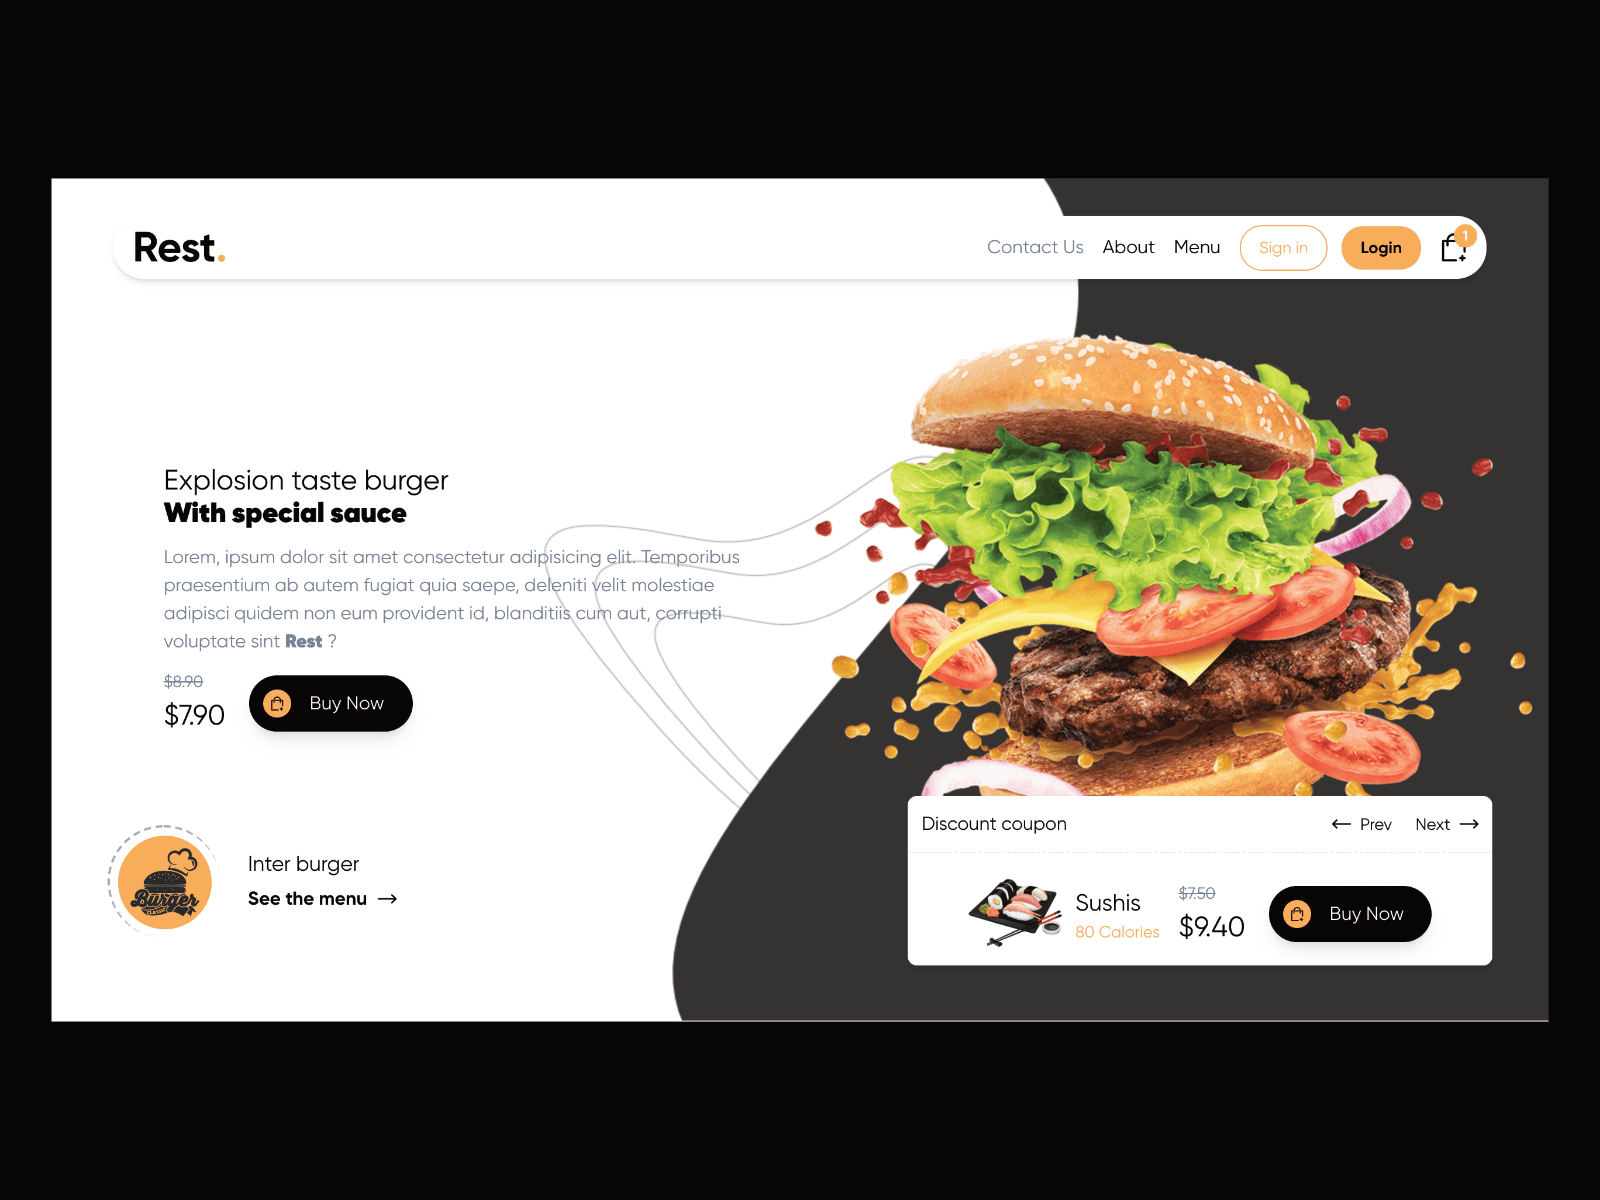 Rest.
Contact Us About Menu Sign in Login 1
Explosion taste burger
With special sauce
Lorem, ipsum dolor sit amet consectetur adipisicing elit. Temporibus
praesentium ab autem fugiat quia saepe, deleniti velit molestiae
adipisci quidem non eum provident id, blanditiis cum aut, corrupti
voluptate sint Rest ?
$8.90
$7.90
Buy Now
Burger
CLASSIC
Inter burger
See the menu
Discount coupon
Prev Next
Sushis
80 Calories
$7.50
$9.40
Buy Now